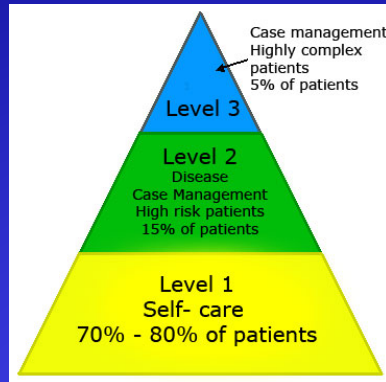 Case management
Highly complex
patients
5% of patients
Level 3
Level 2
Disease
Case Management
High risk patients
15% of patients
Level 1
Self- care
70% - 80% of patients